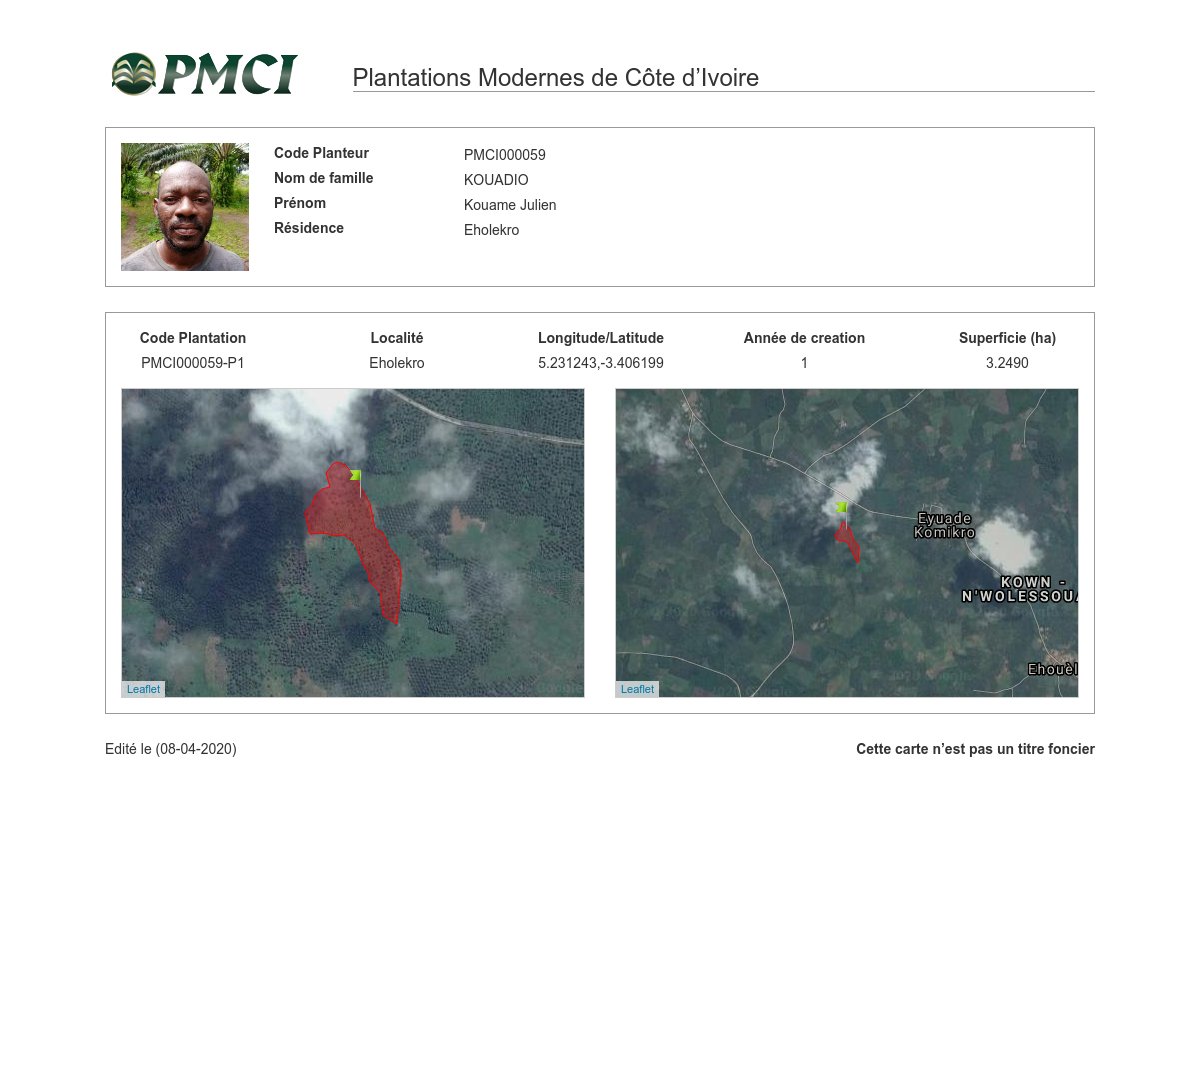 PMCI
Plantations Modernes de Côte d’Ivoire
Code Planteur PMCI000059
Nom de famille KOUADIO
Prénom Kouame Julien
Résidence Eholekro
Code Plantation Localité Longitude/Latitude Année de creation Superficie (ha)
PMCI000059-P1 Eholekro 5.231243,-3.406199 1 3.2490
Eyuade
Komikro
KOWN -
N'WOLESSOUA
Ehouèl
Leaflet
Leaflet
Edité le (08-04-2020)
Cette carte n’est pas un titre foncier